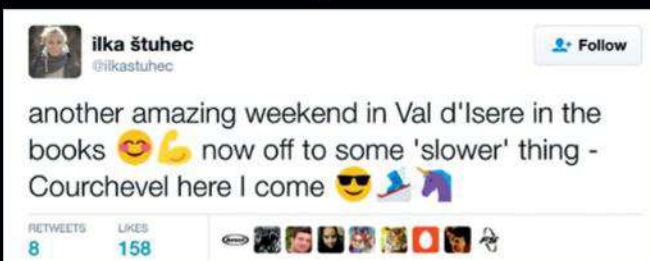 ilka štuhec
@ilkastuhec
Follow
another amazing weekend in Val d'Isere in the
books 😊💪 now off to some 'slower' thing -
Courchevel here I come 😎🎿🦄
RETWEETS LIKES
8 158